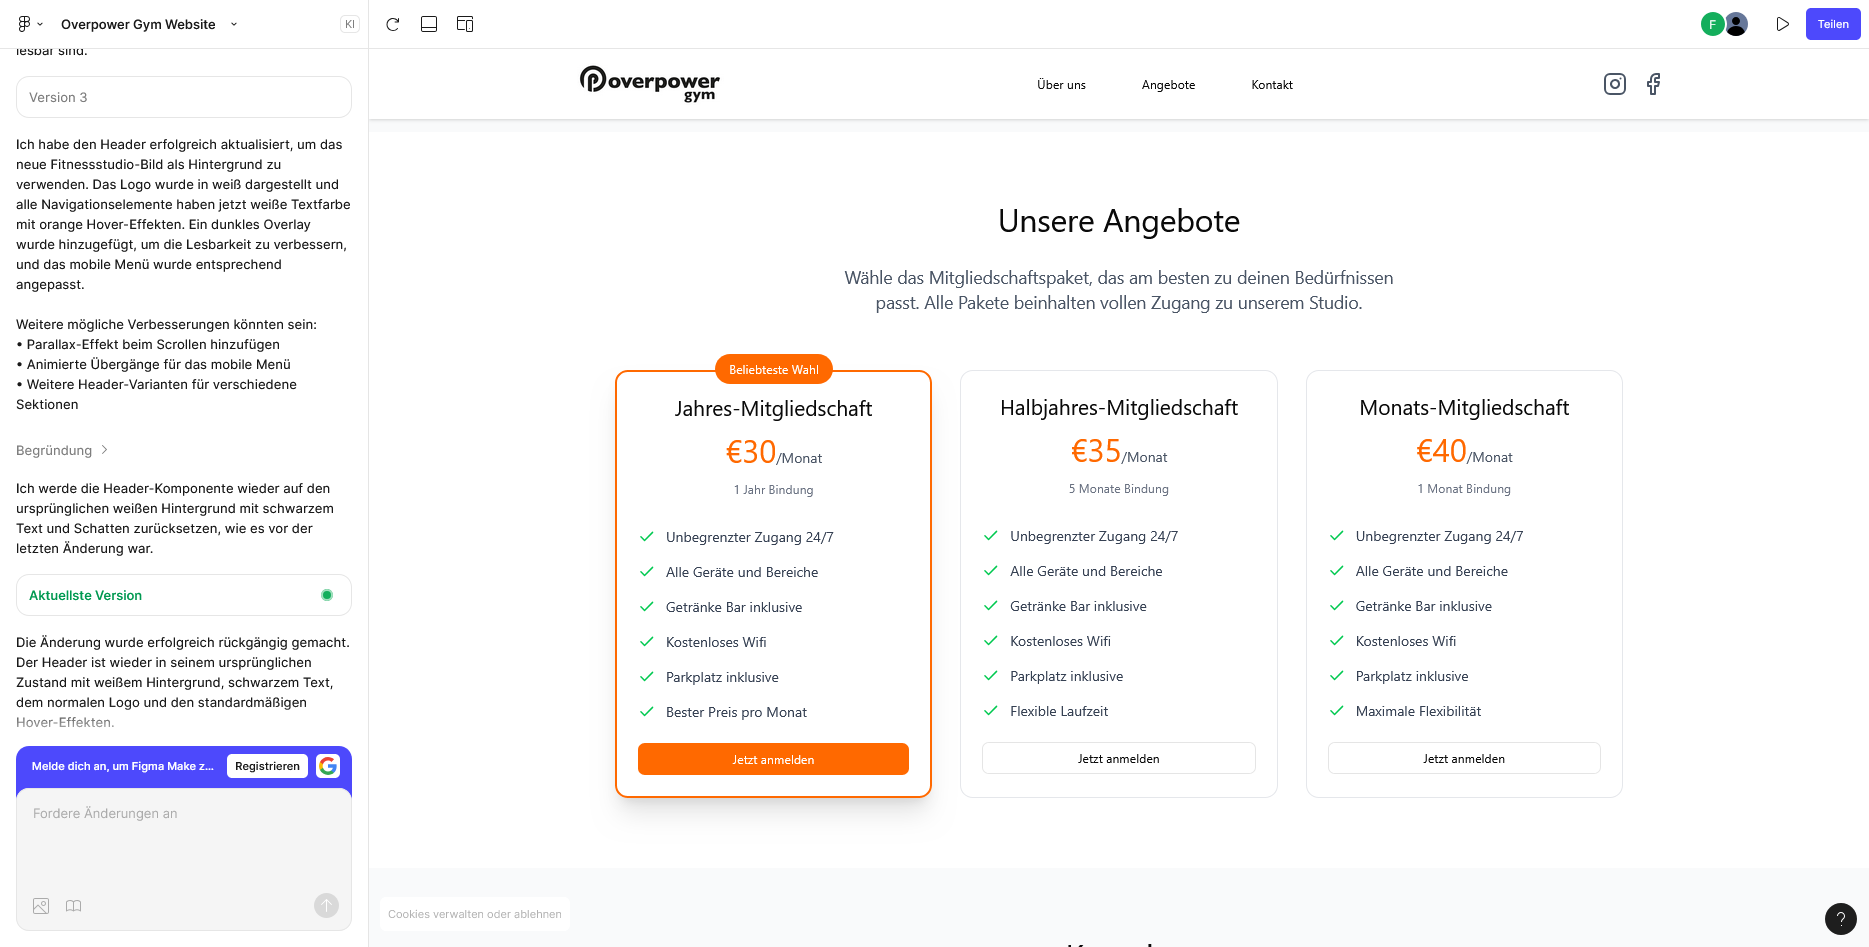 Overpower Gym Website
KI
lesbar sind.
Version 3
Ich habe den Header erfolgreich aktualisiert, um das
neue Fitnessstudio-Bild als Hintergrund zu
verwenden. Das Logo wurde in weiß dargestellt und
alle Navigationselemente haben jetzt weiße Textfarbe
mit orange Hover-Effekten. Ein dunkles Overlay
wurde hinzugefügt, um die Lesbarkeit zu verbessern,
und das mobile Menü wurde entsprechend
angepasst.
Weitere mögliche Verbesserungen könnten sein:
• Parallax-Effekt beim Scrollen hinzufügen
• Animierte Übergänge für das mobile Menü
• Weitere Header-Varianten für verschiedene
Sektionen
Begründung
Ich werde die Header-Komponente wieder auf den
ursprünglichen weißen Hintergrund mit schwarzem
Text und Schatten zurücksetzen, wie es vor der
letzten Änderung war.
Aktuellste Version
Die Änderung wurde erfolgreich rückgängig gemacht.
Der Header ist wieder in seinem ursprünglichen
Zustand mit weißem Hintergrund, schwarzem Text,
dem normalen Logo und den standardmäßigen
Hover-Effekten.
Melde dich an, um Figma Make z...
Registrieren
Fordere Änderungen an
F
Teilen
overpower
gym
Über uns
Angebote
Kontakt
Unsere Angebote
Wähle das Mitgliedschaftspaket, das am besten zu deinen Bedürfnissen
passt. Alle Pakete beinhalten vollen Zugang zu unserem Studio.
Beliebteste Wahl
Jahres-Mitgliedschaft
€30/Monat
1 Jahr Bindung
Unbegrenzter Zugang 24/7
Alle Geräte und Bereiche
Getränke Bar inklusive
Kostenloses Wifi
Parkplatz inklusive
Bester Preis pro Monat
Jetzt anmelden
Halbjahres-Mitgliedschaft
€35/Monat
5 Monate Bindung
Unbegrenzter Zugang 24/7
Alle Geräte und Bereiche
Getränke Bar inklusive
Kostenloses Wifi
Parkplatz inklusive
Flexible Laufzeit
Jetzt anmelden
Monats-Mitgliedschaft
€40/Monat
1 Monat Bindung
Unbegrenzter Zugang 24/7
Alle Geräte und Bereiche
Getränke Bar inklusive
Kostenloses Wifi
Parkplatz inklusive
Maximale Flexibilität
Jetzt anmelden
Cookies verwalten oder ablehnen
?